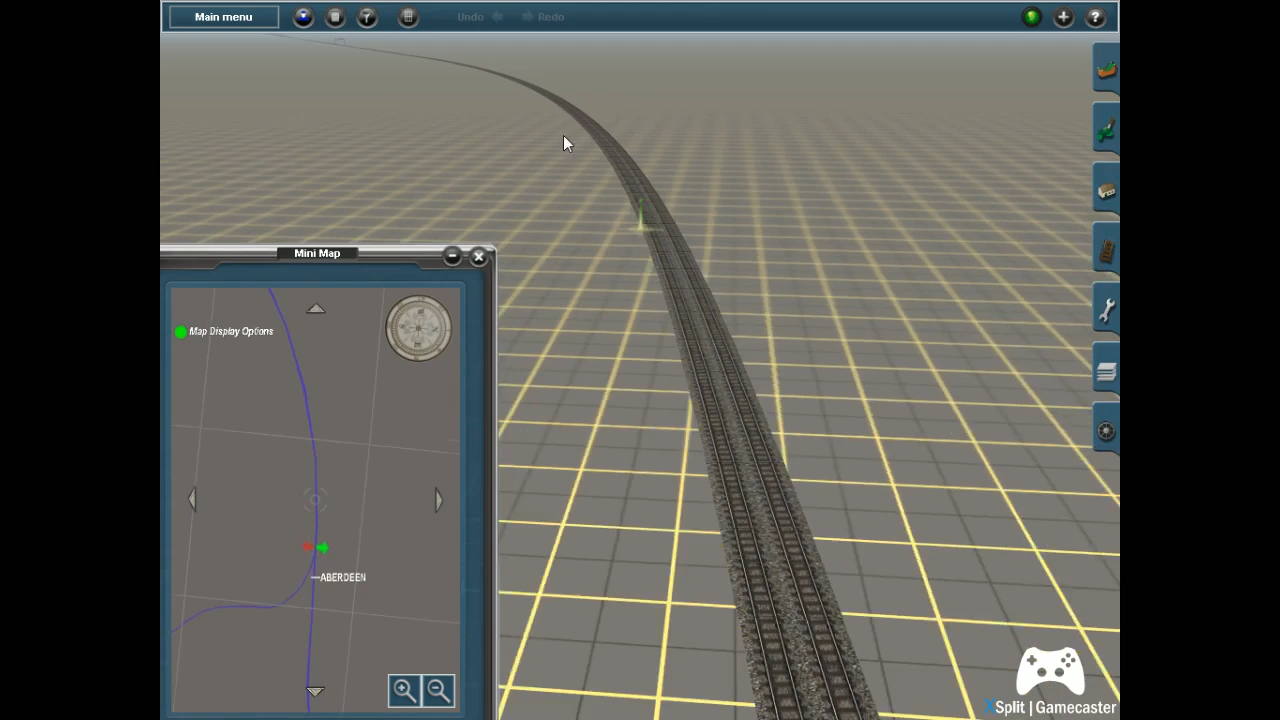 Main menu
Undo
Redo
?
Mini Map
Map Display Options
ABERDEEN
XSplit | Gamecaster